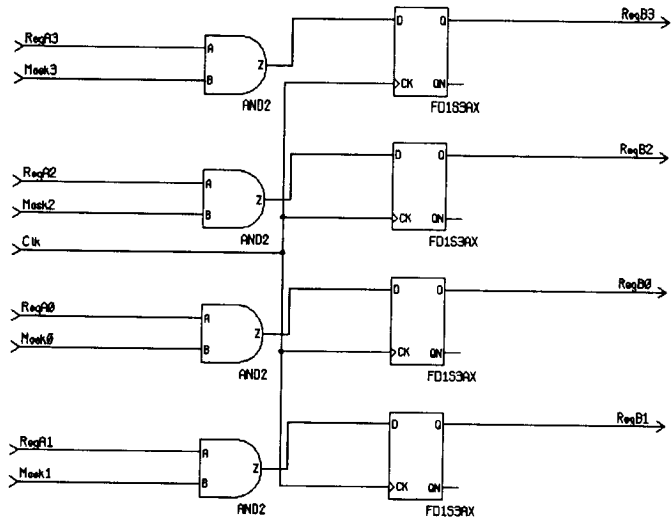 RegA3
Mask3
A
B
Z
AND2
D
Q
CK
QN
FD1S3AX
RegB3
RegA2
Mask2
A
B
Z
AND2
D
Q
CK
QN
FD1S3AX
RegB2
Clk
RegA0
Mask0
A
B
Z
AND2
D
Q
CK
QN
FD1S3AX
RegB0
RegA1
Mask1
A
B
Z
AND2
D
Q
CK
QN
FD1S3AX
RegB1